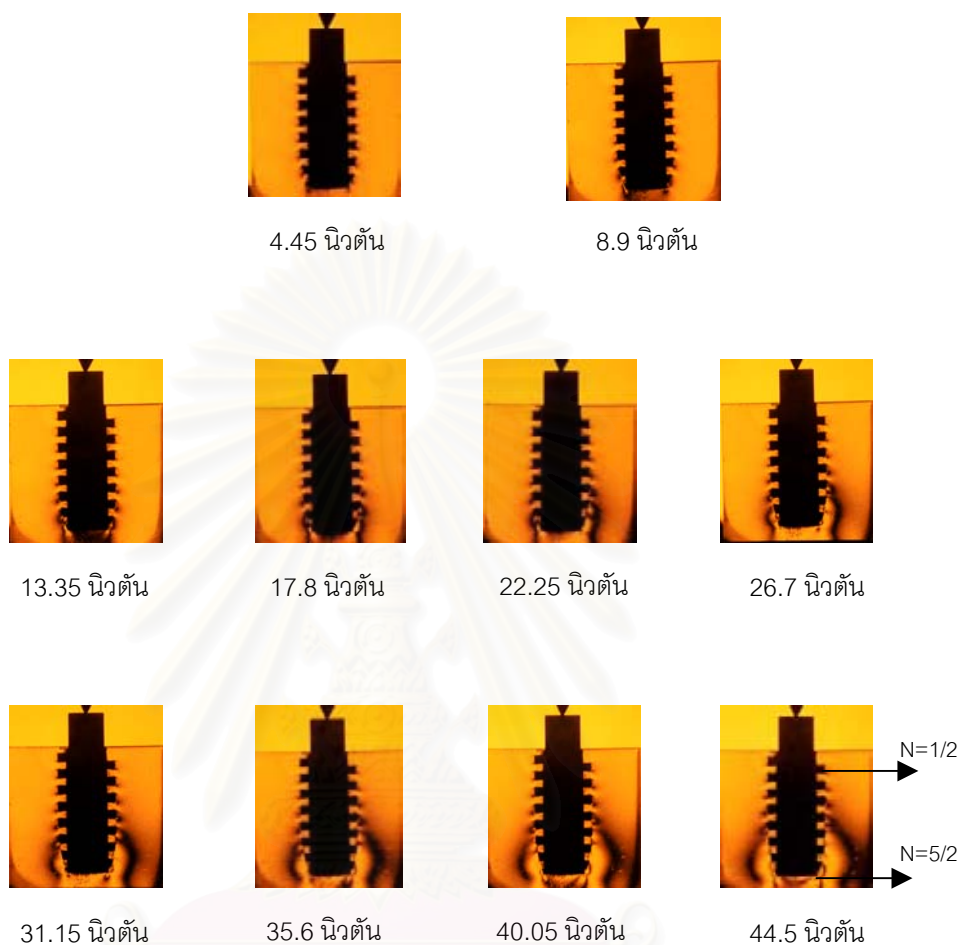 4.45 นิวตัน 8.9 นิวตัน
13.35 นิวตัน 17.8 นิวตัน 22.25 นิวตัน 26.7 นิวตัน
N=1/2
N=5/2
31.15 นิวตัน 35.6 นิวตัน 40.05 นิวตัน 44.5 นิวตัน